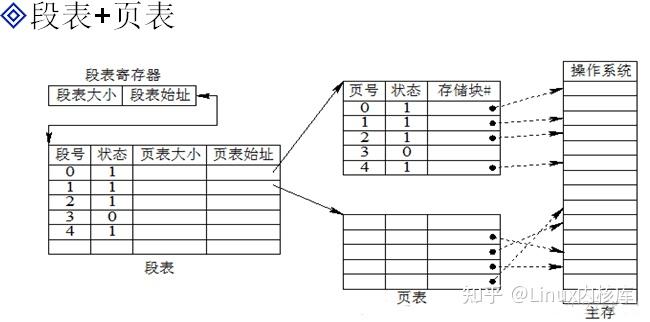 段表+页表
段表寄存器
段表大小 段表始址
段号 状态 页表大小 页表始址
0 1
1 1
2 1
3 0
4 1
段表
页号 状态 存储块#
0 1
1 1
2 1
3 0
4 1
页表
操作系统
主存
知乎 @Linux内核库